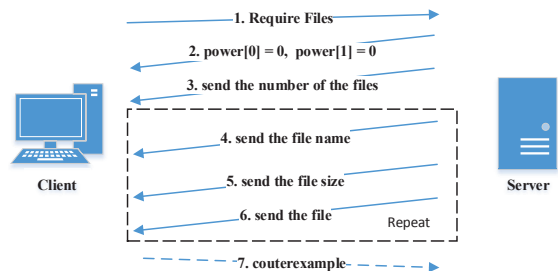 1. Require Files
2. power[0] = 0, power[1] = 0
3. send the number of the files
4. send the file name
Client
5. send the file size
Server
6. send the file
Repeat
7. couterexample